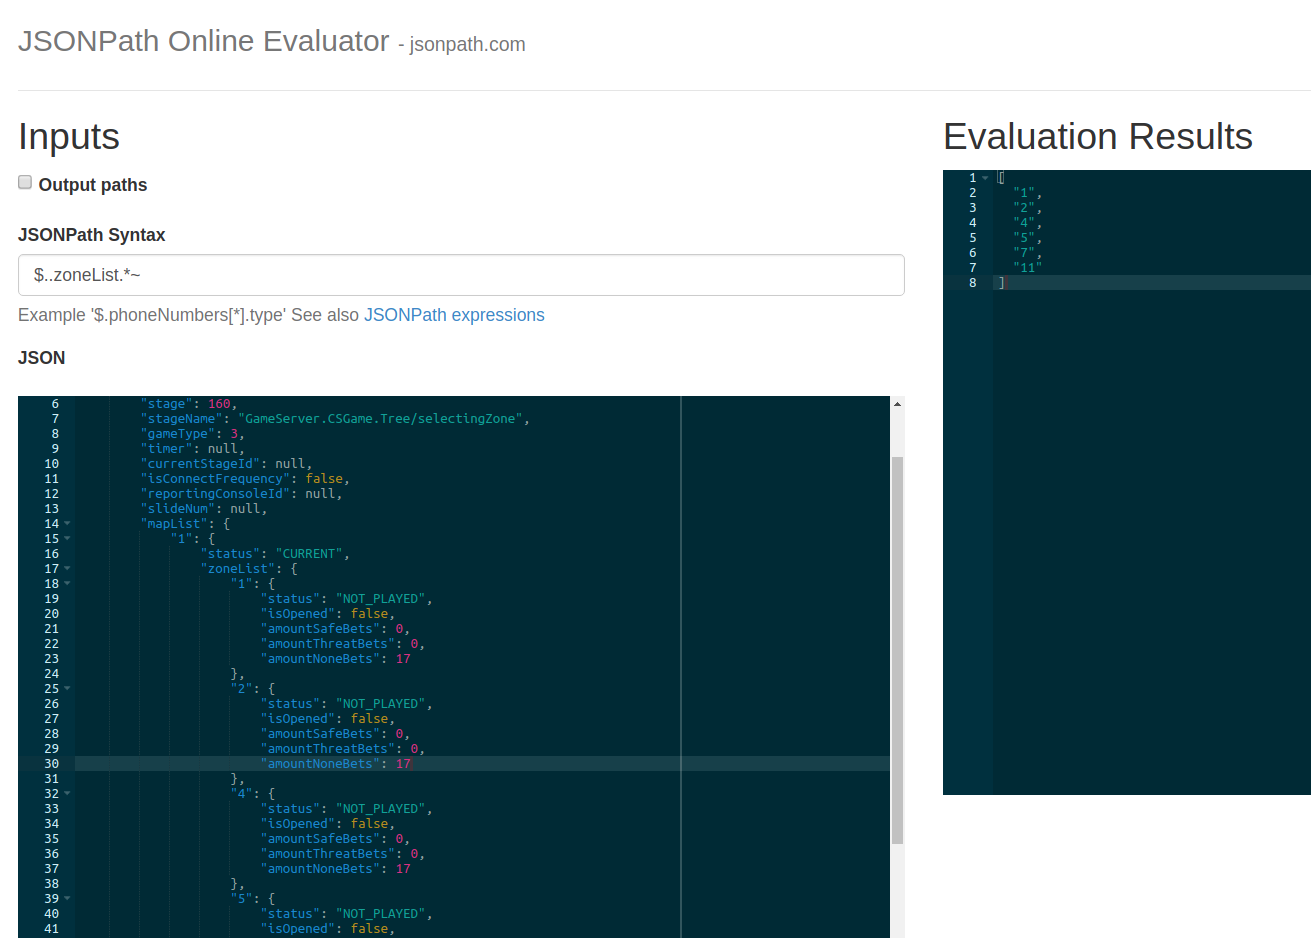 JSONPath Online Evaluator - jsonpath.com
Inputs
Output paths
JSONPath Syntax
$..zoneList.*~
Example '$.phoneNumbers[*].type' See also JSONPath expressions
JSON
6 "stage": 160,
7 "stageName": "GameServer.CSGame.Tree/selectingZone",
8 "gameType": 3,
9 "timer": null,
10 "currentStageId": null,
11 "isConnectFrequency": false,
12 "reportingConsoleId": null,
13 "slideNum": null,
14 "mapList": {
15 "1": {
16 "status": "CURRENT",
17 "zoneList": {
18 "1": {
19 "status": "NOT_PLAYED",
20 "isOpened": false,
21 "amountSafeBets": 0,
22 "amountThreatBets": 0,
23 "amountNoneBets": 17
24 },
25 "2": {
26 "status": "NOT_PLAYED",
27 "isOpened": false,
28 "amountSafeBets": 0,
29 "amountThreatBets": 0,
30 "amountNoneBets": 17
31 },
32 "4": {
33 "status": "NOT_PLAYED",
34 "isOpened": false,
35 "amountSafeBets": 0,
36 "amountThreatBets": 0,
37 "amountNoneBets": 17
38 },
39 "5": {
40 "status": "NOT_PLAYED",
41 "isOpened": false,
Evaluation Results
1 [
2 "1",
3 "2",
4 "4",
5 "5",
6 "7",
7 "11"
8 ]